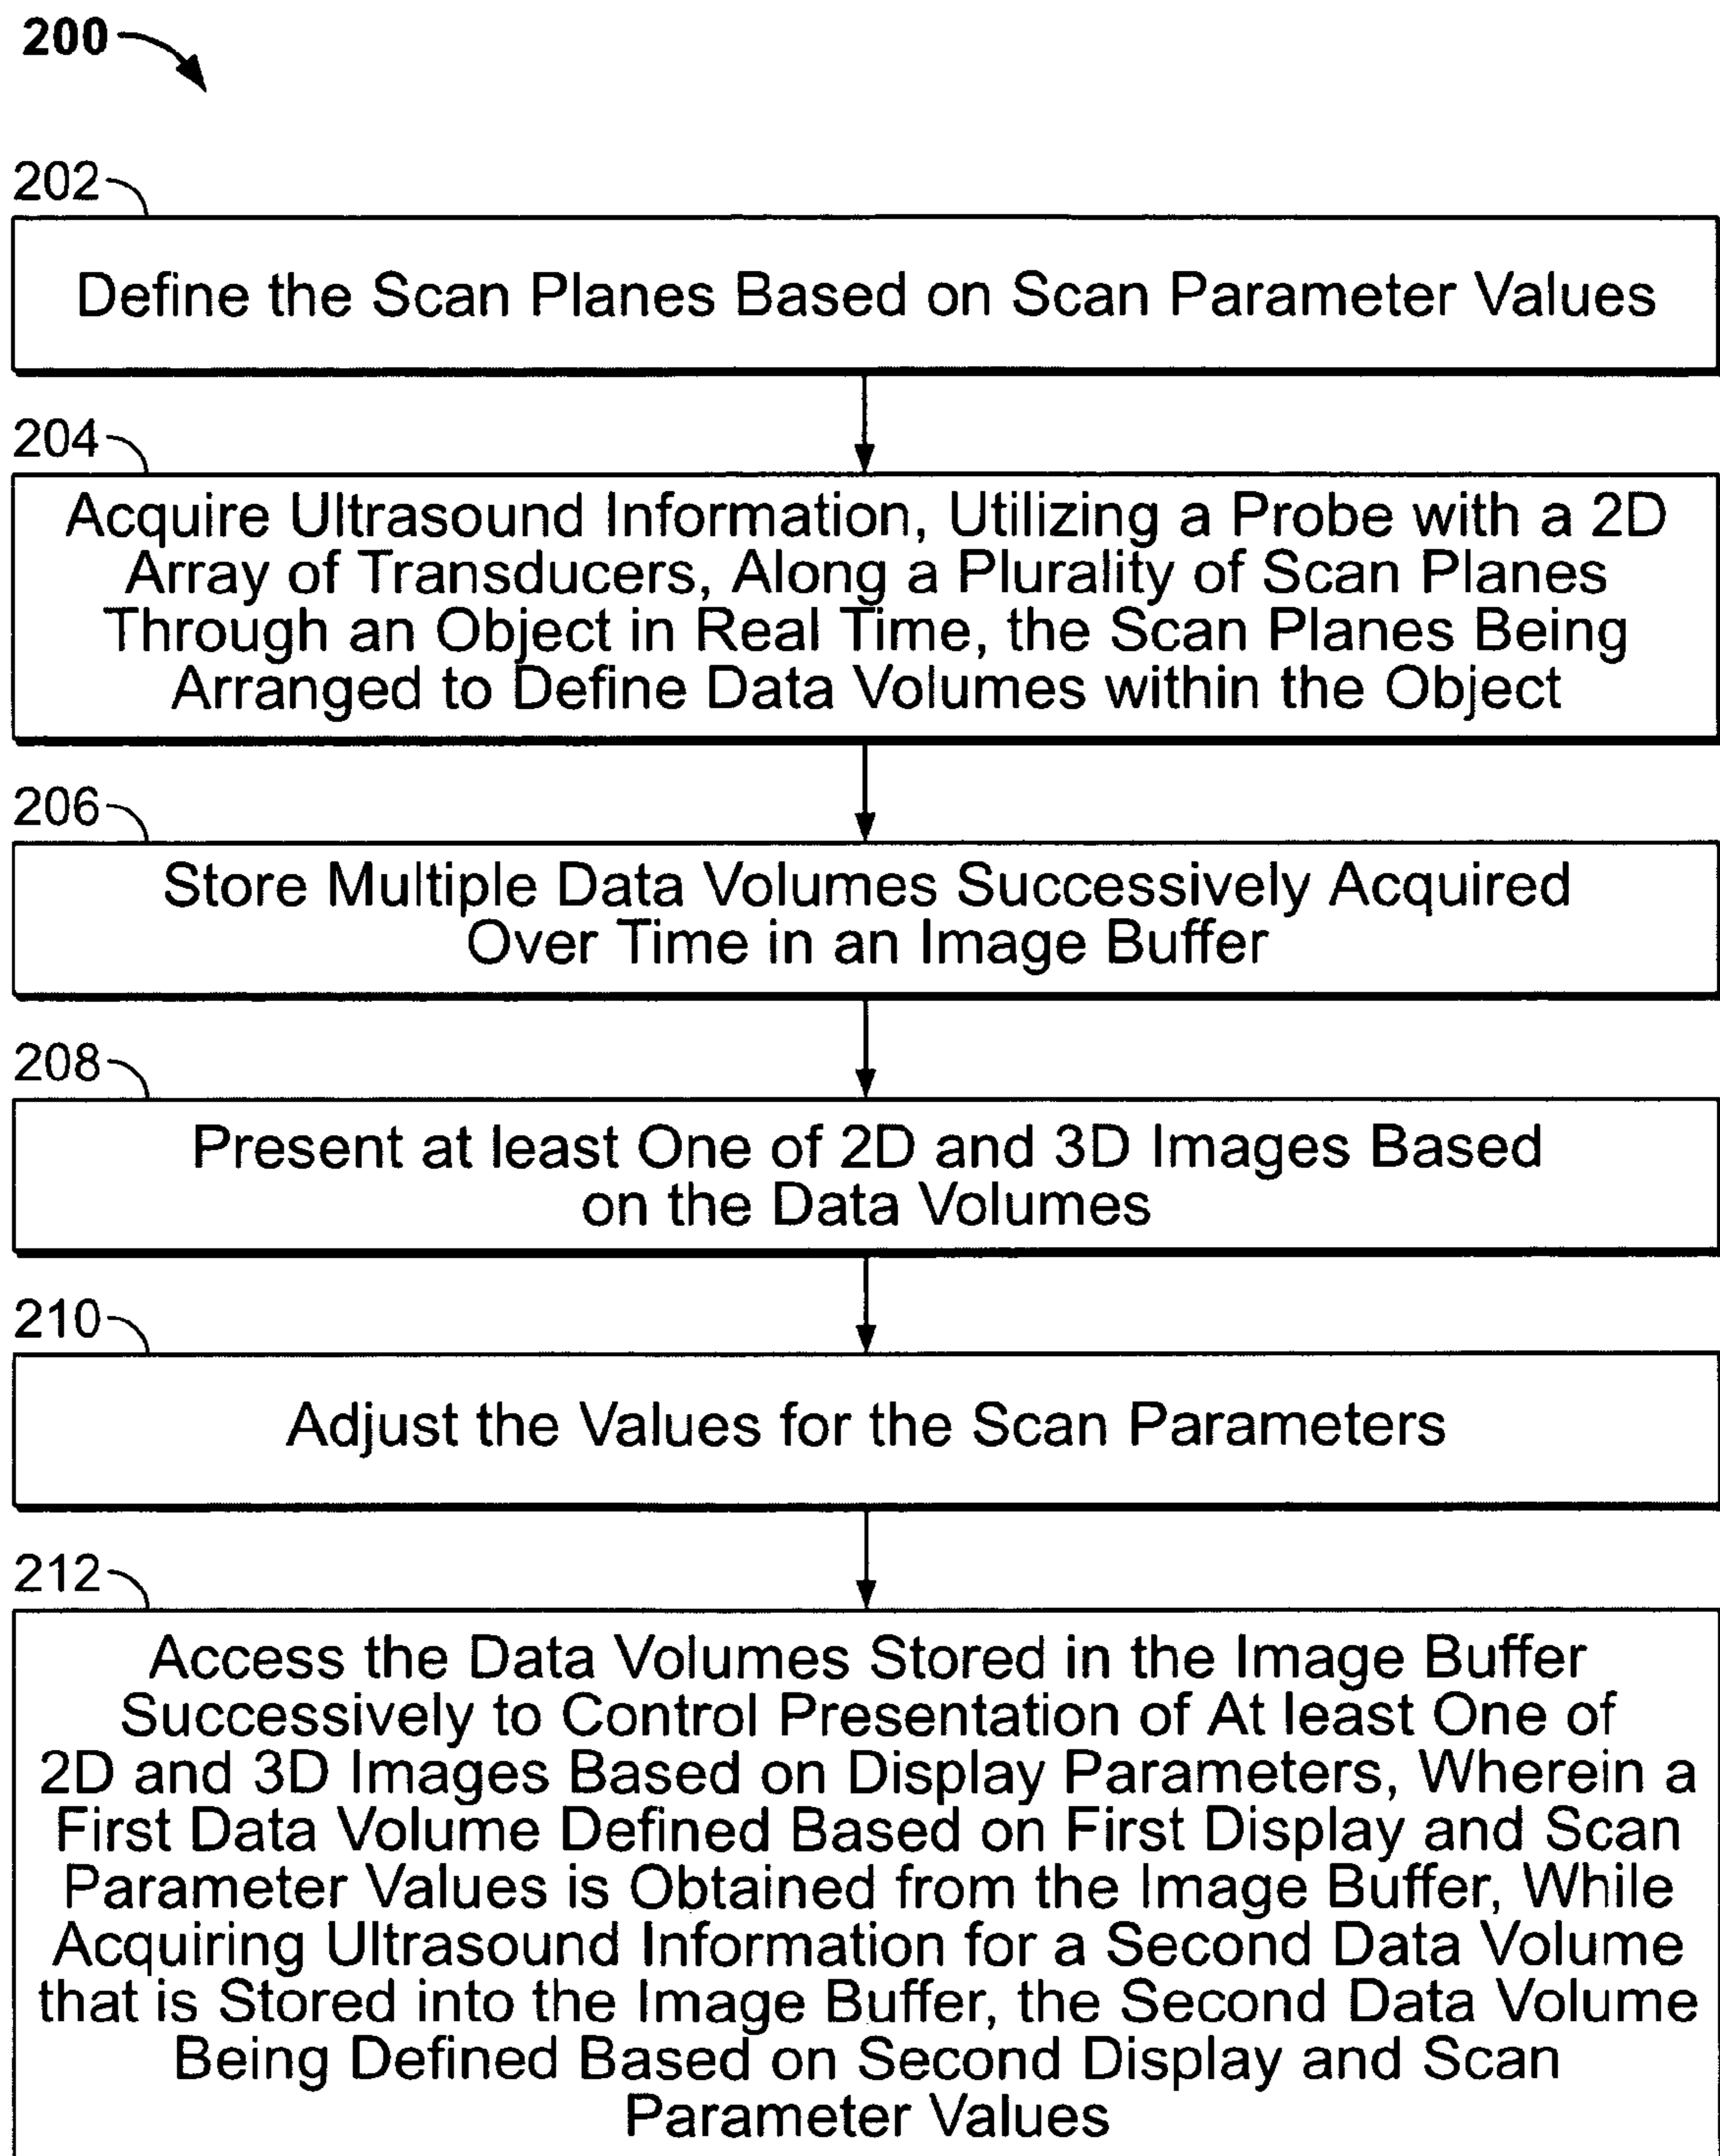 200
202
Define the Scan Planes Based on Scan Parameter Values
204
Acquire Ultrasound Information, Utilizing a Probe with a 2D
Array of Transducers, Along a Plurality of Scan Planes
Through an Object in Real Time, the Scan Planes Being
Arranged to Define Data Volumes within the Object
206
Store Multiple Data Volumes Successively Acquired
Over Time in an Image Buffer
208
Present at least One of 2D and 3D Images Based
on the Data Volumes
210
Adjust the Values for the Scan Parameters
212
Access the Data Volumes Stored in the Image Buffer
Successively to Control Presentation of At least One of
2D and 3D Images Based on Display Parameters, Wherein a
First Data Volume Defined Based on First Display and Scan
Parameter Values is Obtained from the Image Buffer, While
Acquiring Ultrasound Information for a Second Data Volume
that is Stored into the Image Buffer, the Second Data Volume
Being Defined Based on Second Display and Scan
Parameter Values